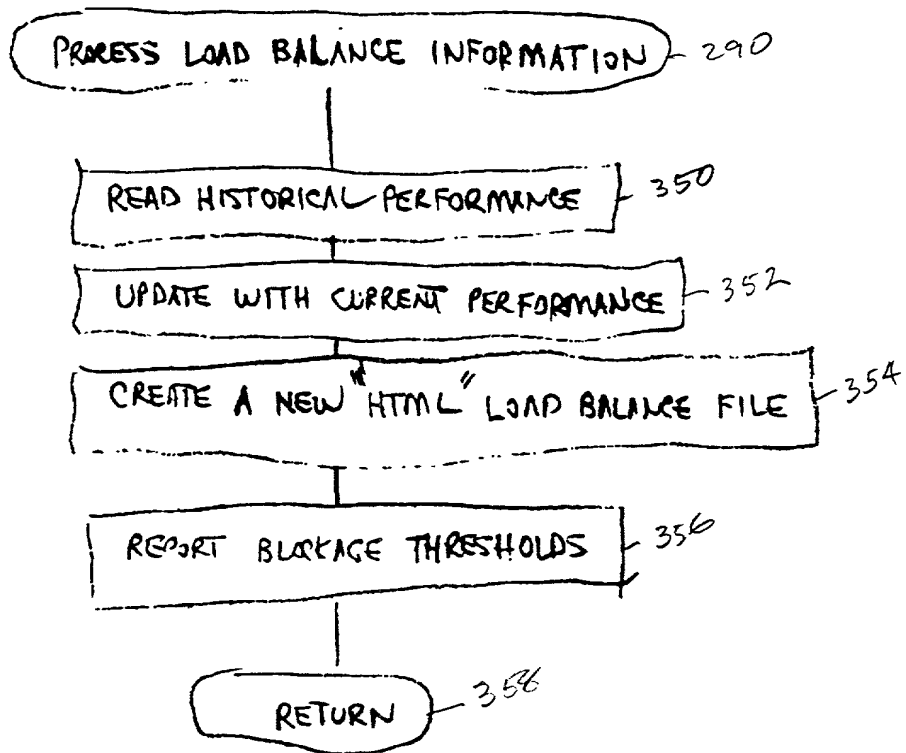 PROCESS LOAD BALANCE INFORMATION 290
READ HISTORICAL PERFORMANCE 350
UPDATE WITH CURRENT PERFORMANCE 352
CREATE A NEW "HTML" LOAD BALANCE FILE 354
REPORT BLOCKAGE THRESHOLDS 356
RETURN 358